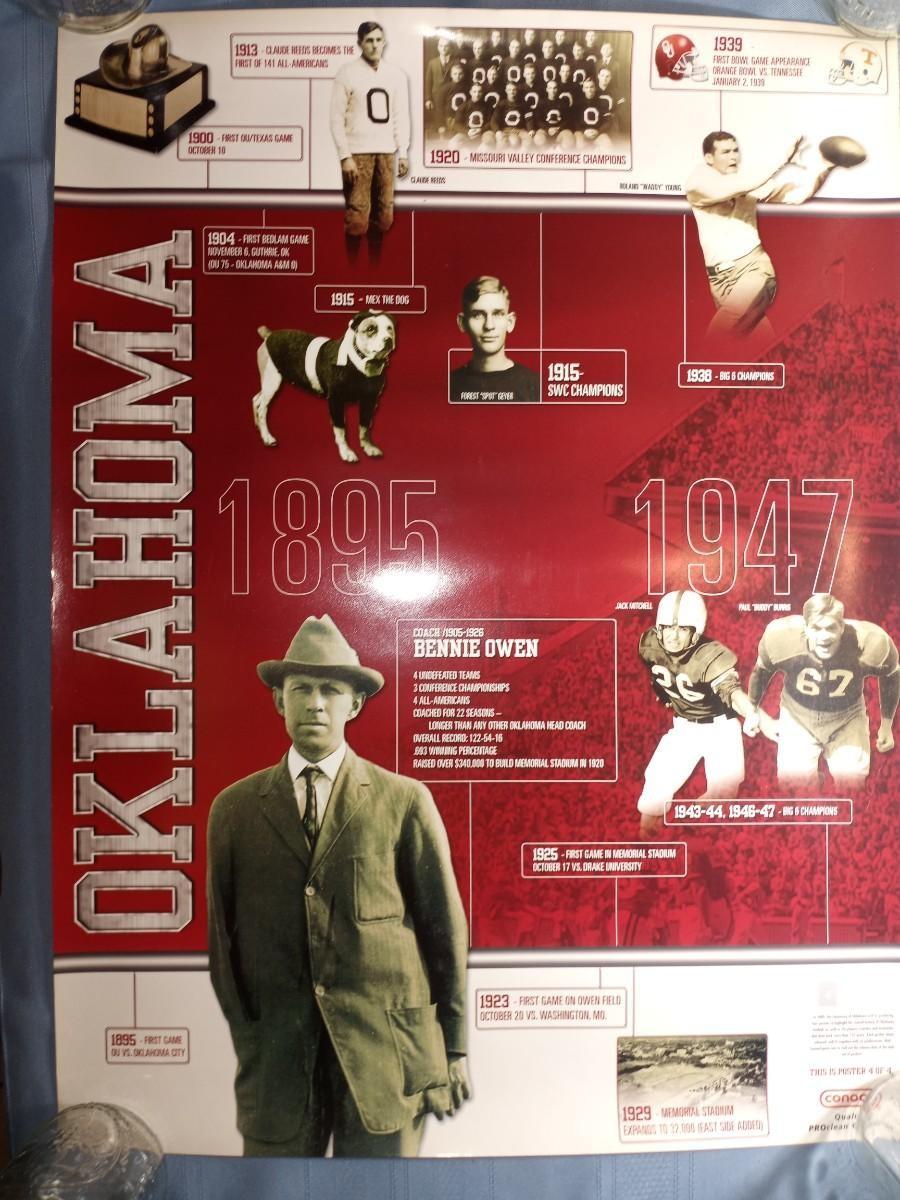 1913 - CLAUDE REEDS BECOMES THE
FIRST OF 141 ALL-AMERICANS
O
1900 - FIRST OU/TEXAS GAME
OCTOBER 10
CLAUDE REEDS
1920 - MISSOURI VALLEY CONFERENCE CHAMPIONS
1939 -
FIRST BOWL GAME APPEARANCE
ORANGE BOWL VS. TENNESSEE
JANUARY 2, 1939
T
ROLAND "WADDY" YOUNG
OKLAHOMA
1904 - FIRST BEDLAM GAME
NOVEMBER 6, GUTHRIE, OK
(OU 75 - OKLAHOMA A&M 0)
1915 - MEX THE DOG
FOREST "SPOT" GEYER
1915-
SWC CHAMPIONS
1938 - BIG 6 CHAMPIONS
1895
1947
JACK MITCHELL
PAUL "BUDDY" BURRIS
26
67
COACH /1905-1926
BENNIE OWEN
4 UNDEFEATED TEAMS
3 CONFERENCE CHAMPIONSHIPS
4 ALL-AMERICANS
COACHED FOR 22 SEASONS –
LONGER THAN ANY OTHER OKLAHOMA HEAD COACH
OVERALL RECORD: 122-54-16
.693 WINNING PERCENTAGE
RAISED OVER $340,000 TO BUILD MEMORIAL STADIUM IN 1920
1943-44, 1946-47 - BIG 6 CHAMPIONS
1925 - FIRST GAME IN MEMORIAL STADIUM
OCTOBER 17 VS. DRAKE UNIVERSITY
1895 - FIRST GAME
OU VS. OKLAHOMA CITY
1923 - FIRST GAME ON OWEN FIELD
OCTOBER 20 VS. WASHINGTON, MO.
1929 - MEMORIAL STADIUM
EXPANDS TO 32,000 (EAST SIDE ADDED)
THIS IS POSTER 4 OF 4.
conoc
Quali
PROclean